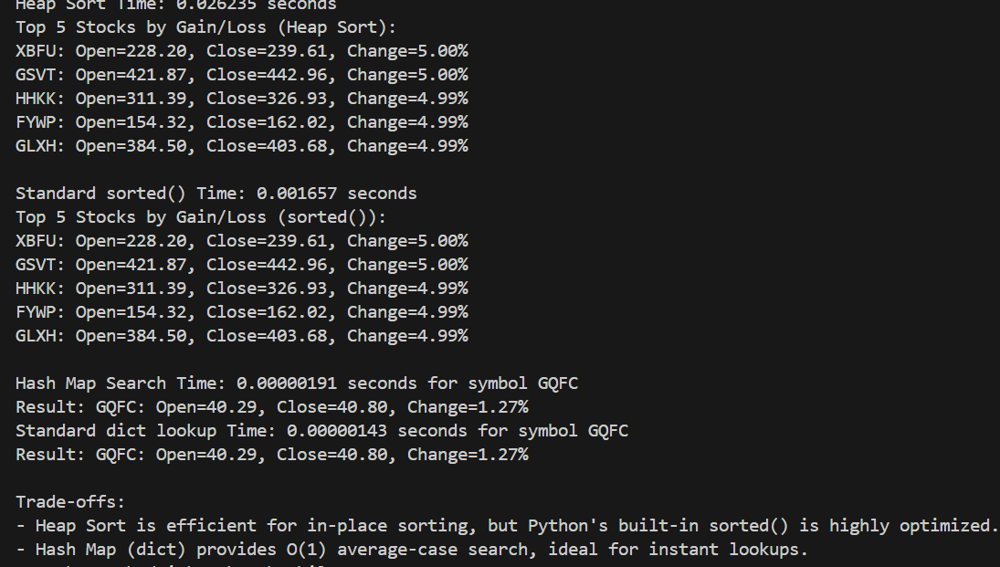 Heap Sort Time: 0.026235 seconds
Top 5 Stocks by Gain/Loss (Heap Sort):
XBFU: Open=228.20, Close=239.61, Change=5.00%
GSVT: Open=421.87, Close=442.96, Change=5.00%
HHKK: Open=311.39, Close=326.93, Change=4.99%
FYWP: Open=154.32, Close=162.02, Change=4.99%
GLXH: Open=384.50, Close=403.68, Change=4.99%

Standard sorted() Time: 0.001657 seconds
Top 5 Stocks by Gain/Loss (sorted()):
XBFU: Open=228.20, Close=239.61, Change=5.00%
GSVT: Open=421.87, Close=442.96, Change=5.00%
HHKK: Open=311.39, Close=326.93, Change=4.99%
FYWP: Open=154.32, Close=162.02, Change=4.99%
GLXH: Open=384.50, Close=403.68, Change=4.99%

Hash Map Search Time: 0.00000191 seconds for symbol GQFC
Result: GQFC: Open=40.29, Close=40.80, Change=1.27%
Standard dict lookup Time: 0.00000143 seconds for symbol GQFC
Result: GQFC: Open=40.29, Close=40.80, Change=1.27%

Trade-offs:
- Heap Sort is efficient for in-place sorting, but Python's built-in sorted() is highly optimized.
- Hash Map (dict) provides O(1) average-case search, ideal for instant lookups.